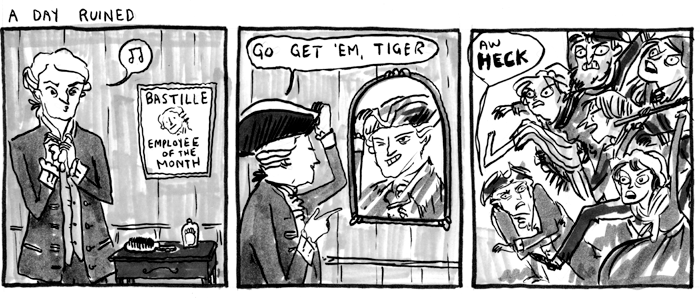 A DAY RUINED
BASTILLE
EMPLOYEE
OF THE
MONTH
GO GET 'EM, TIGER
AW
HECK